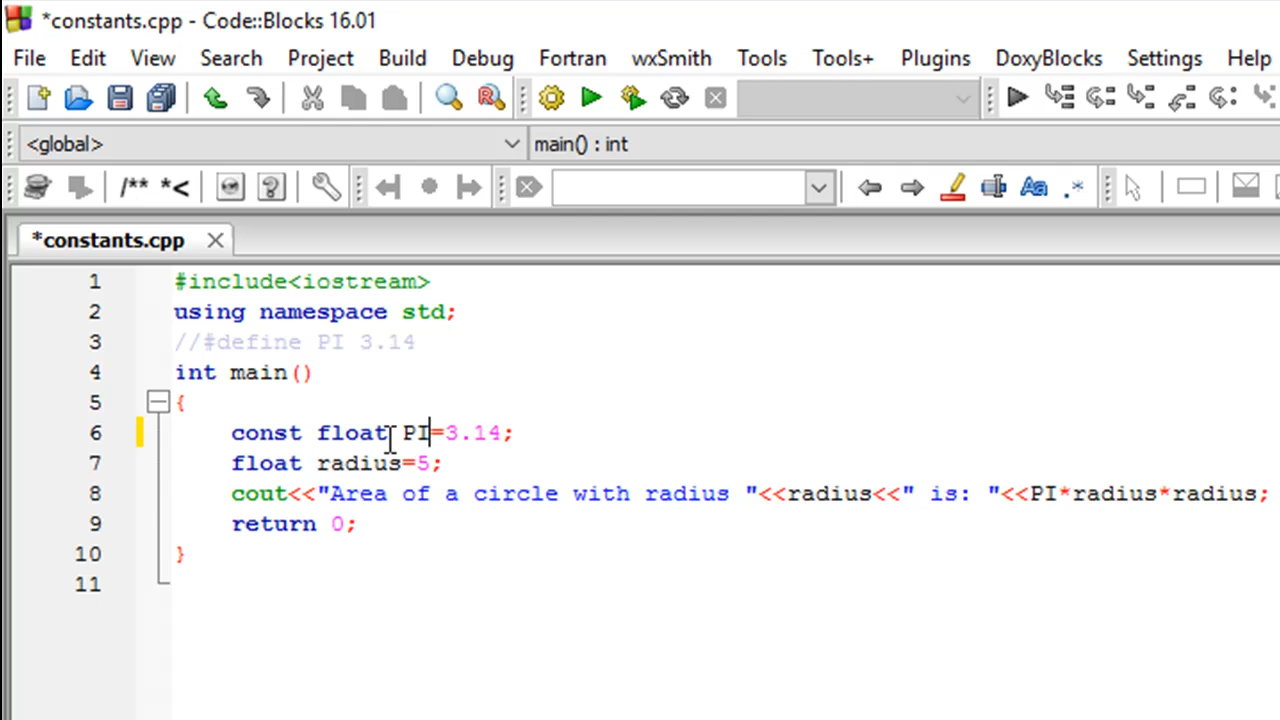 *constants.cpp - Code::Blocks 16.01
File Edit View Search Project Build Debug Fortran wxSmith Tools Tools+ Plugins DoxyBlocks Settings Help
<global> main() : int
/** *<
*constants.cpp
1 #include<iostream>
2 using namespace std;
3 //#define PI 3.14
4 int main()
5 {
6 const float PI=3.14;
7 float radius=5;
8 cout<<"Area of a circle with radius "<<radius<<" is: "<<PI*radius*radius;
9 return 0;
10 }
11